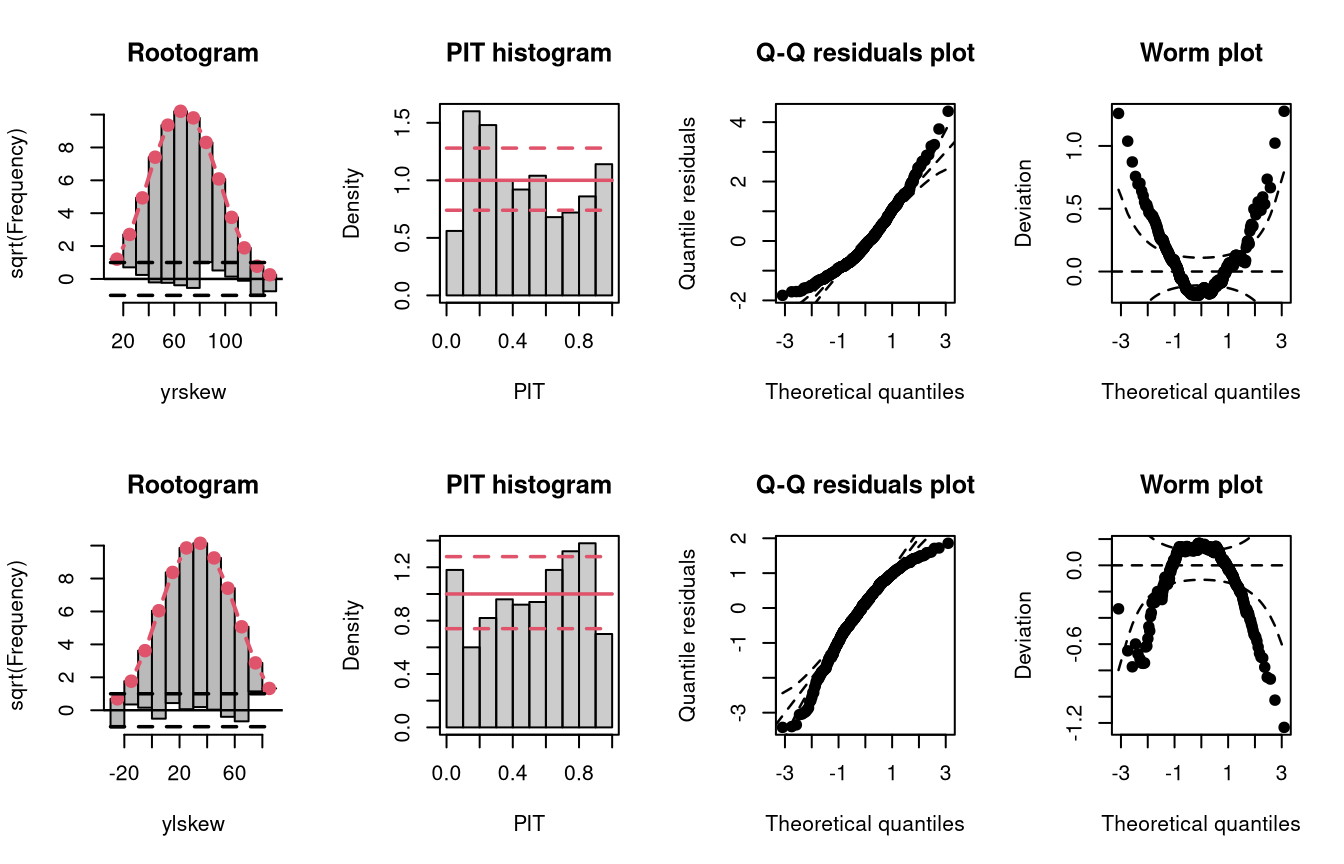 Rootogram
sqrt(Frequency)
0 2 4 6 8
20 60 100
yrskew
PIT histogram
Density
0.0 0.5 1.0 1.5
0.0 0.4 0.8
PIT
Q-Q residuals plot
Quantile residuals
-2 0 2 4
-3 -1 1 3
Theoretical quantiles
Worm plot
Deviation
0.0 0.5 1.0
-3 -1 1 3
Theoretical quantiles
Rootogram
sqrt(Frequency)
0 2 4 6 8
-20 20 60
ylskew
PIT histogram
Density
0.0 0.4 0.8 1.2
0.0 0.4 0.8
PIT
Q-Q residuals plot
Quantile residuals
-3 -1 0 1 2
-3 -1 1 3
Theoretical quantiles
Worm plot
Deviation
-1.2 -0.6 0.0
-3 -1 1 3
Theoretical quantiles